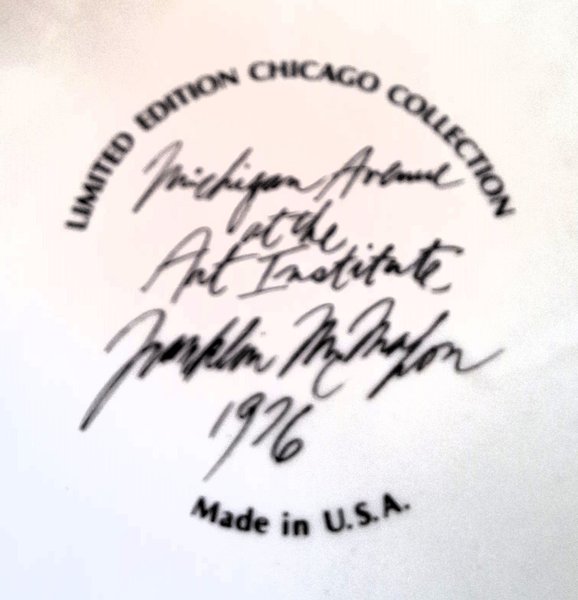 LIMITED EDITION CHICAGO COLLECTION
Michigan Avenue
at the
Art Institute
Franklin McMahon
1976
Made in U.S.A.